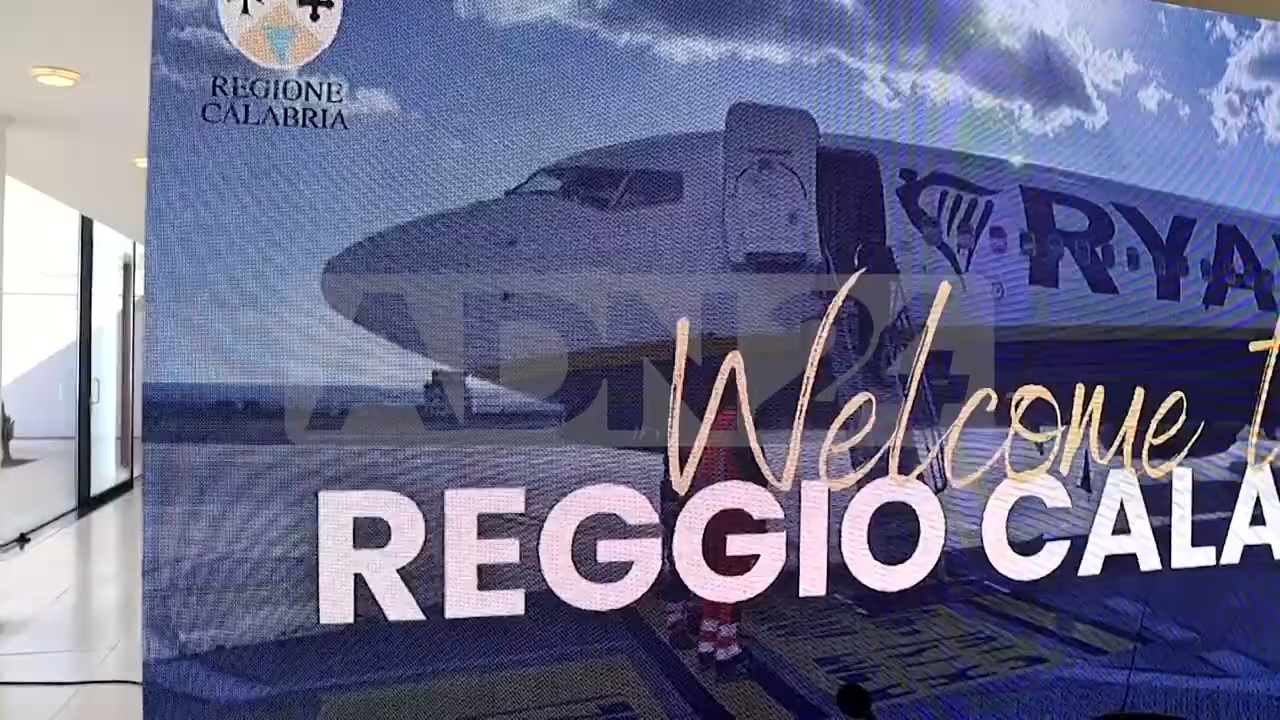 REGIONE
CALABRIA
RYA
ADN24
Welcome t
REGGIO CALA